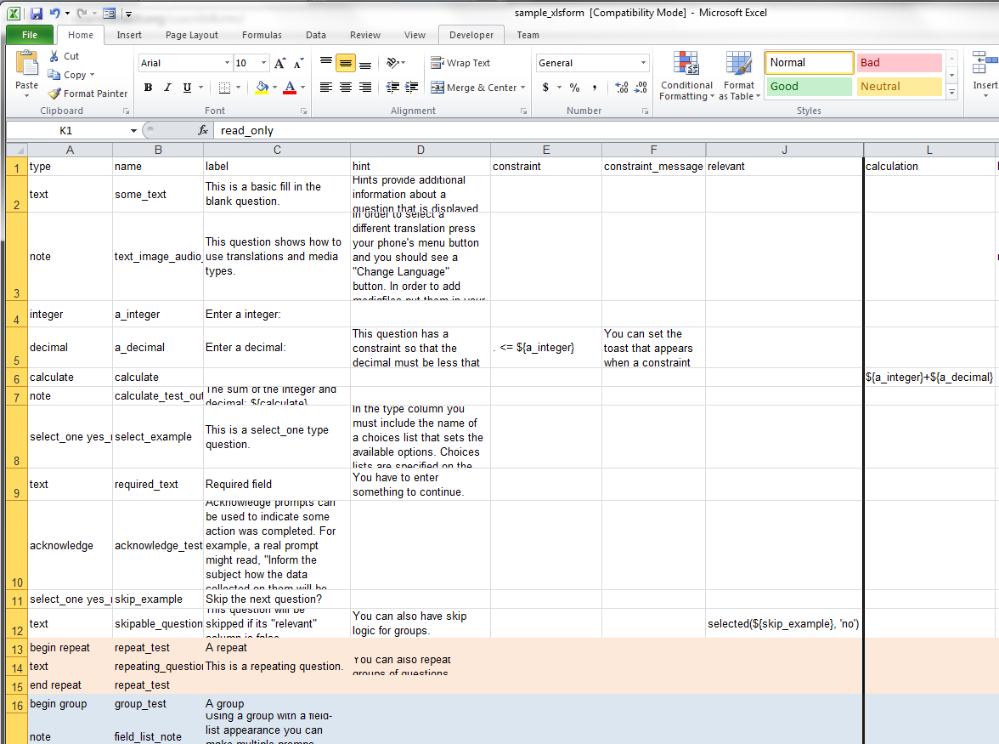 sample_xlsform [Compatibility Mode] - Microsoft Excel
File Home Insert Page Layout Formulas Data Review View Developer Team
Paste
Cut
Copy
Format Painter
Clipboard
Arial 10
B I U
Font
Wrap Text
Merge & Center
Alignment
General
$ % ,
Number
Conditional Formatting
Format as Table
Normal Bad
Good Neutral
Styles
Insert
K1 fx read_only
A B C D E F J L
1 type name label hint constraint constraint_message relevant calculation
2 text some_text
This is a basic fill in the
blank question.
Hints provide additional
information about a
question that is displayed
3 note text_image_audio_
This question shows how to
use translations and media
types.
In order to select a
different translation press
your phone's menu button
and you should see a
"Change Language"
button. In order to add
mediafiles put them in your
4 integer a_integer Enter a integer:
5 decimal a_decimal Enter a decimal:
This question has a
constraint so that the
decimal must be less that
. <= ${a_integer}
You can set the
toast that appears
when a constraint
6 calculate calculate ${a_integer}+${a_decimal}
7 note calculate_test_out
The sum of the integer and
decimal: ${calculate}
8 select_one yes_ select_example
This is a select_one type
question.
In the type column you
must include the name of
a choices list that sets the
available options. Choices
lists are specified on the
9 text required_text Required field
You have to enter
something to continue.
10 acknowledge acknowledge_test
Acknowledge prompts can
be used to indicate some
action was completed. For
example, a real prompt
might read, "Inform the
subject how the data
collected on them will be
11 select_one yes_ skip_example Skip the next question?
12 text skipable_question
This question will be
skipped if its "relevant"
column is false.
You can also have skip
logic for groups.
selected(${skip_example}, 'no')
13 begin repeat repeat_test A repeat
14 text repeating_question This is a repeating question.
You can also repeat
groups of questions
15 end repeat repeat_test
16 begin group group_test A group
note field_list_note
Using a group with a field-
list appearance you can
make multiple prompts